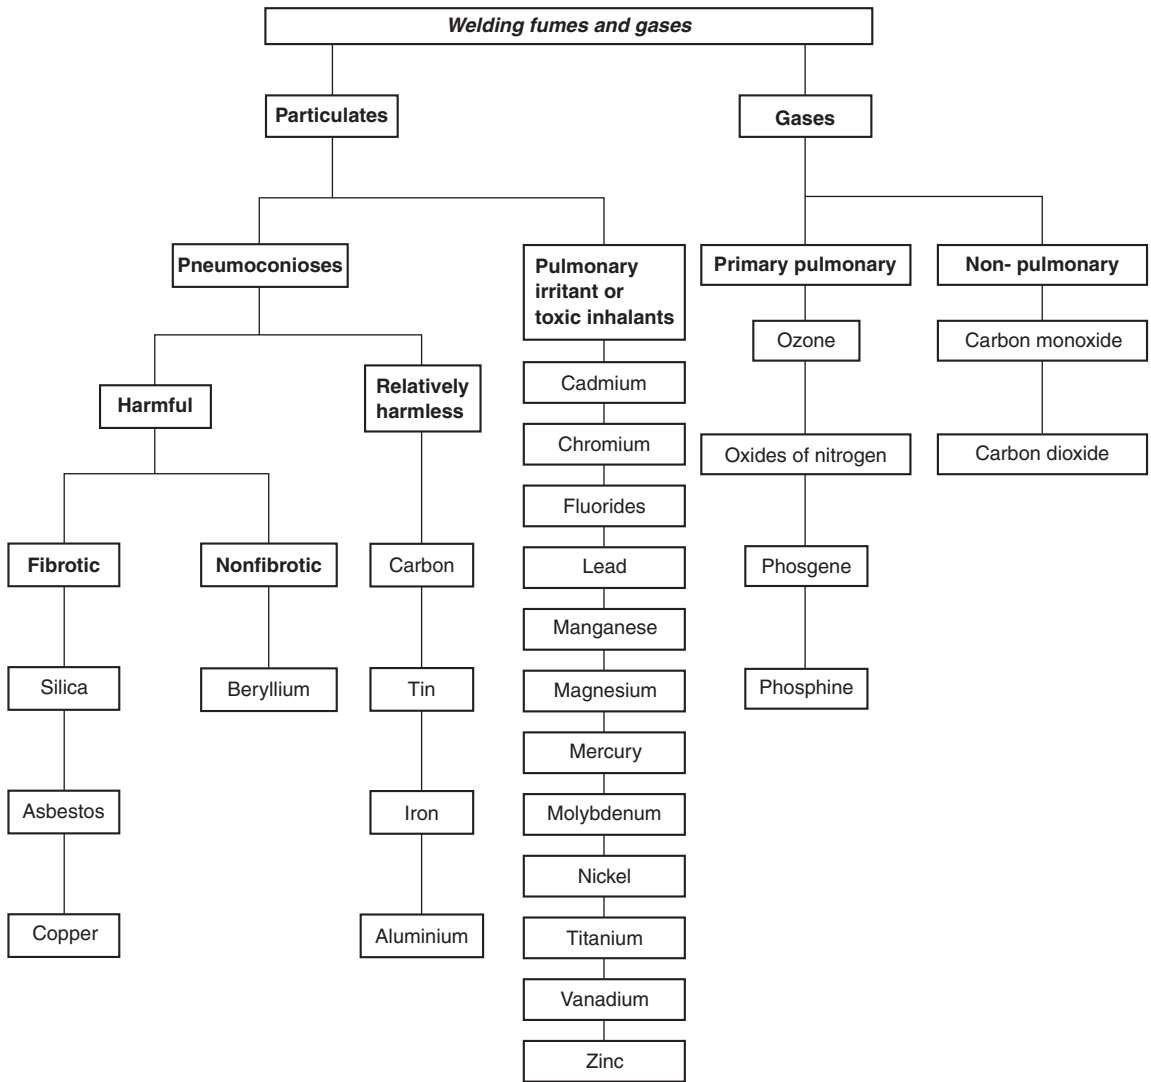 Welding fumes and gases
Particulates
Gases
Pneumoconioses
Pulmonary
irritant or
toxic inhalants
Primary pulmonary
Non- pulmonary
Harmful
Relatively
harmless
Fibrotic
Nonfibrotic
Silica
Asbestos
Copper
Beryllium
Carbon
Tin
Iron
Aluminium
Cadmium
Chromium
Fluorides
Lead
Manganese
Magnesium
Mercury
Molybdenum
Nickel
Titanium
Vanadium
Zinc
Ozone
Oxides of nitrogen
Phosgene
Phosphine
Carbon monoxide
Carbon dioxide